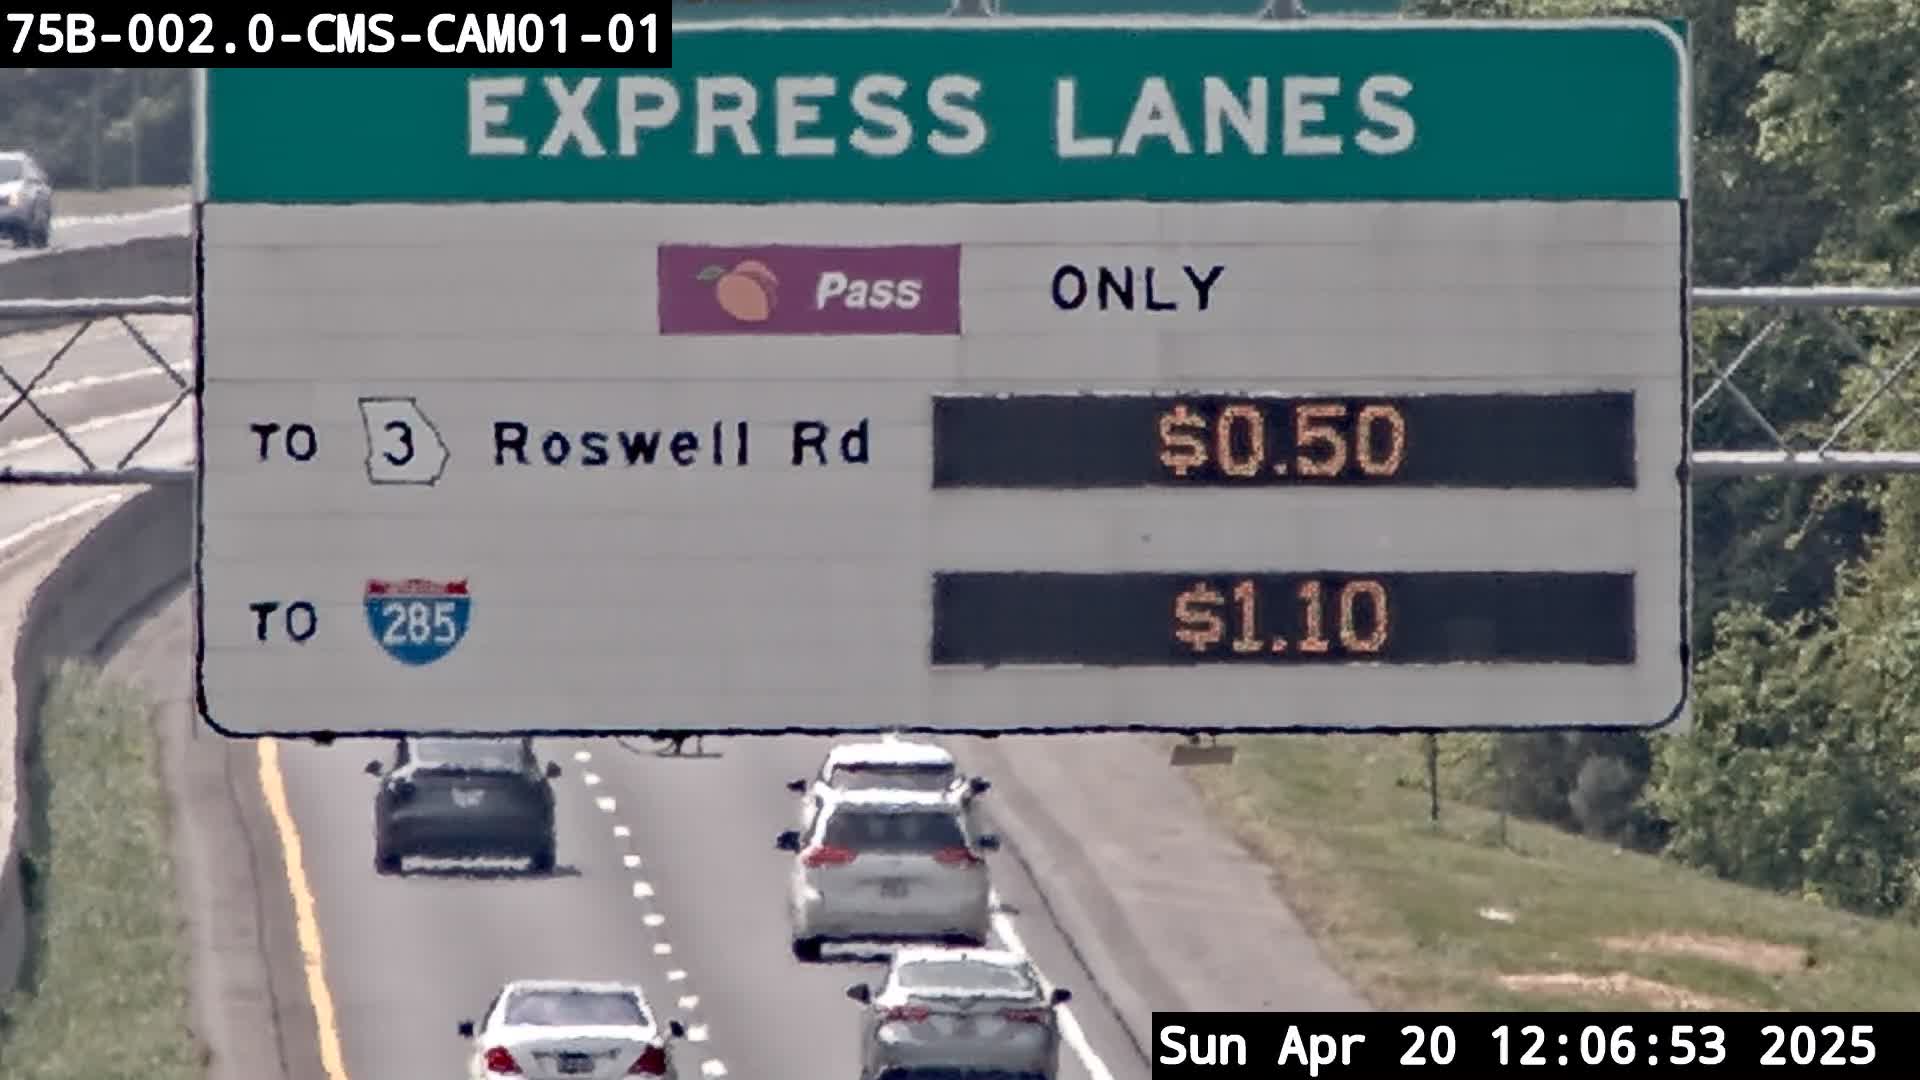 75B-002.0-CMS-CAM01-01
EXPRESS LANES
Pass ONLY
TO 3 Roswell Rd $0.50
TO 285 $1.10
Sun Apr 20 12:06:53 2025